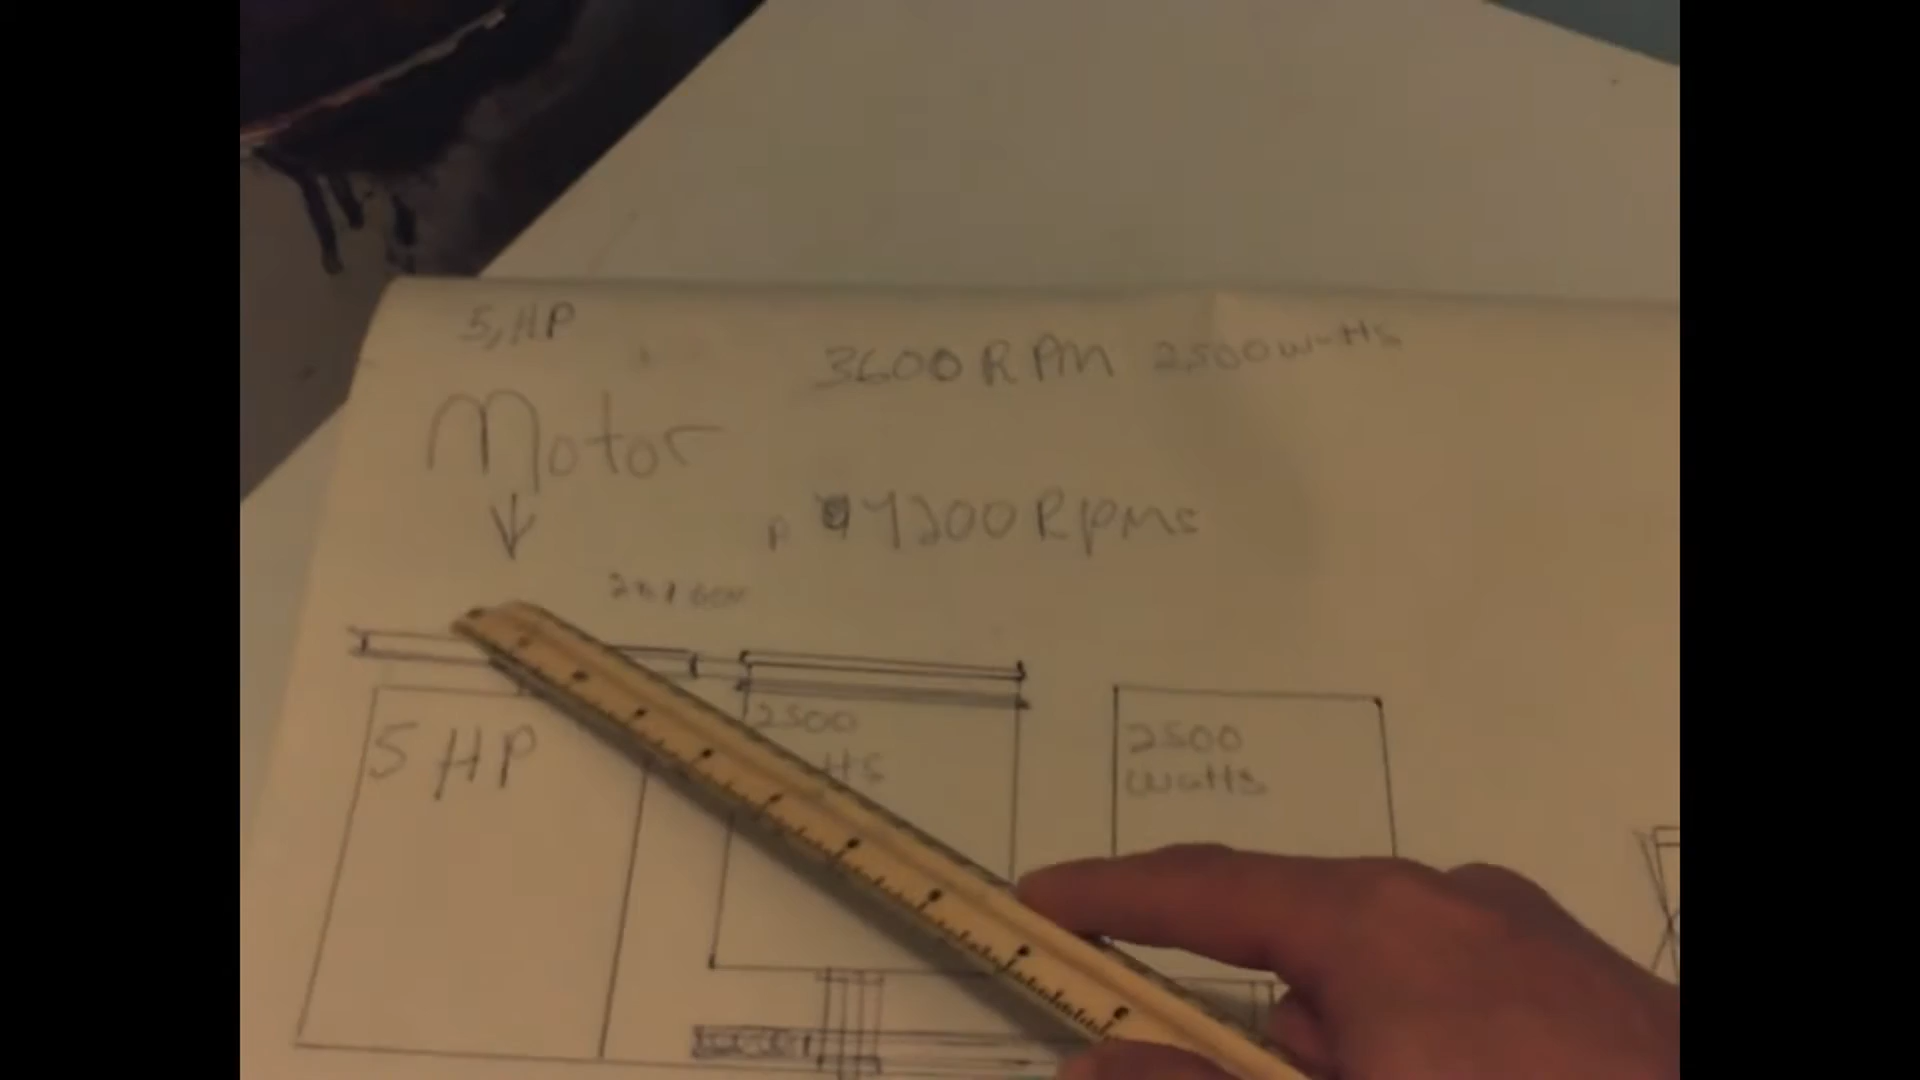 5,HP
3600 RPM 2500 watts
Motor
7200 Rpms
5 HP
2500
2500
watts